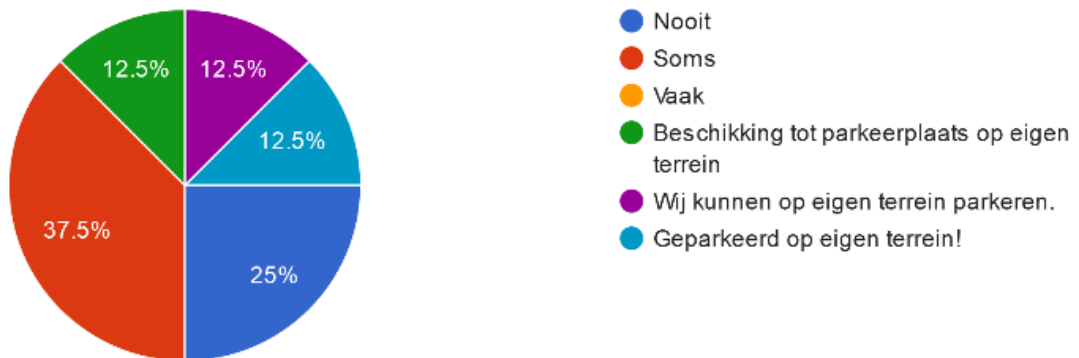 12.5%
12.5%
12.5%
37.5%
25%
Nooit
Soms
Vaak
Beschikking tot parkeerplaats op eigen
terrein
Wij kunnen op eigen terrein parkeren.
Geparkeerd op eigen terrein!